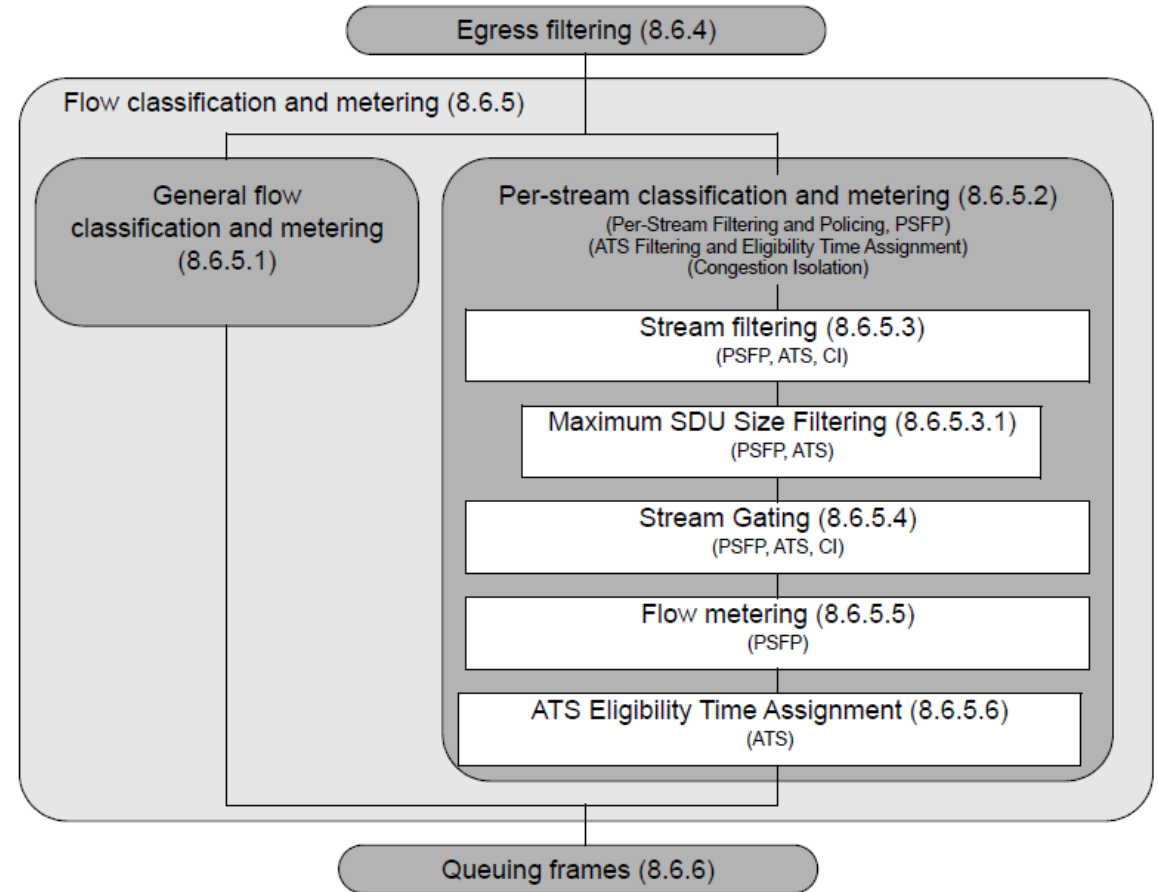 Egress filtering (8.6.4)
Flow classification and metering (8.6.5)
General flow
classification and metering
(8.6.5.1)
Per-stream classification and metering (8.6.5.2)
(Per-Stream Filtering and Policing, PSFP)
(ATS Filtering and Eligibility Time Assignment)
(Congestion Isolation)
Stream filtering (8.6.5.3)
(PSFP, ATS, CI)
Maximum SDU Size Filtering (8.6.5.3.1)
(PSFP, ATS)
Stream Gating (8.6.5.4)
(PSFP, ATS, CI)
Flow metering (8.6.5.5)
(PSFP)
ATS Eligibility Time Assignment (8.6.5.6)
(ATS)
Queuing frames (8.6.6)